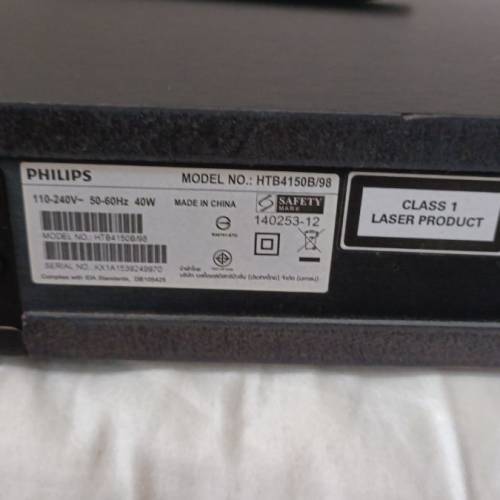 PHILIPS
MODEL NO.: HTB4150B/98
110-240V~ 50-60Hz 40W
MADE IN CHINA
SAFETY
MARK
140253-12
MODEL NO.: HTB4150B/98
SERIAL NO.: KX1A1539249970
Complies with IDA Standards, DB105425
CLASS 1
LASER PRODUCT